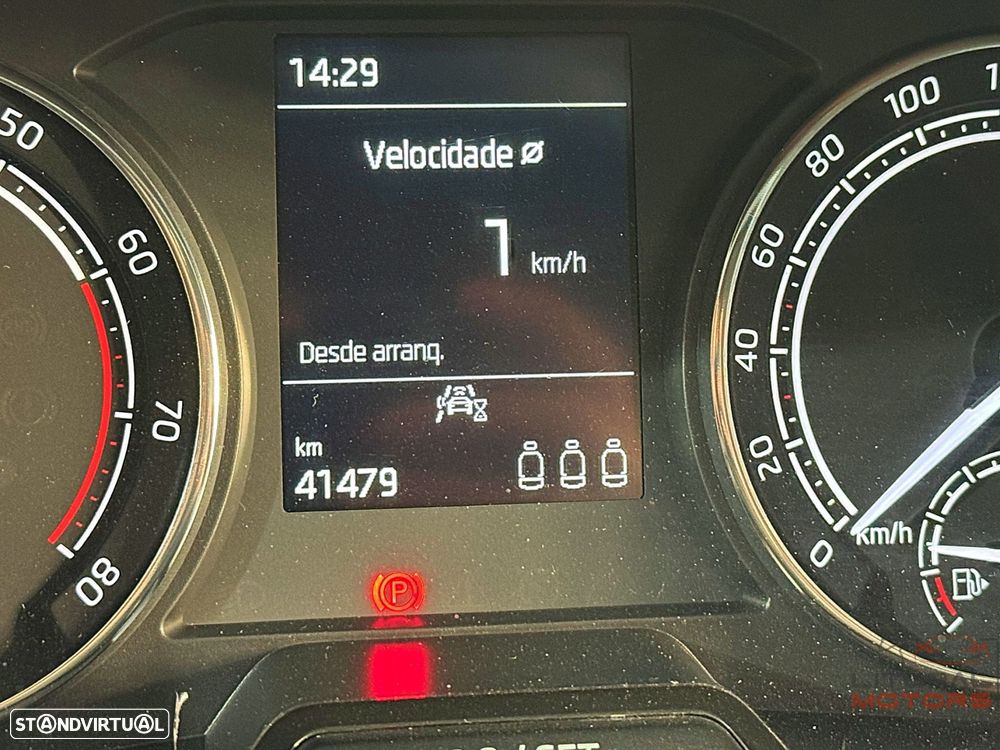 14:29
Velocidade Ø
1 km/h
Desde arranq.
km
41479
50
60
70
80
100
80
60
40
20
0
km/h
P
MOTORS
STANDVIRTUAL